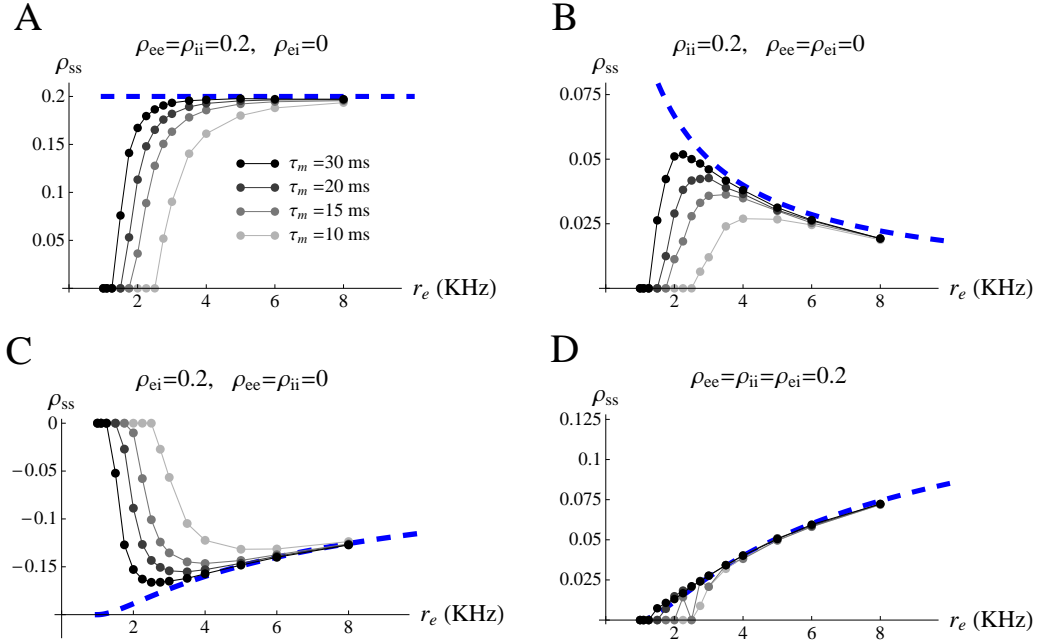 A
ρee=ρii=0.2, ρei=0
ρss
0.2
0.15
0.1
0.05
τm =30 ms
τm =20 ms
τm =15 ms
τm =10 ms
2 4 6 8
re (KHz)
B
ρii=0.2, ρee=ρei=0
ρss
0.075
0.05
0.025
2 4 6 8
re (KHz)
C
ρei=0.2, ρee=ρii=0
ρss
0
−0.05
−0.1
−0.15
2 4 6 8
re (KHz)
D
ρee=ρii=ρei=0.2
ρss
0.125
0.1
0.075
0.05
0.025
2 4 6 8
re (KHz)